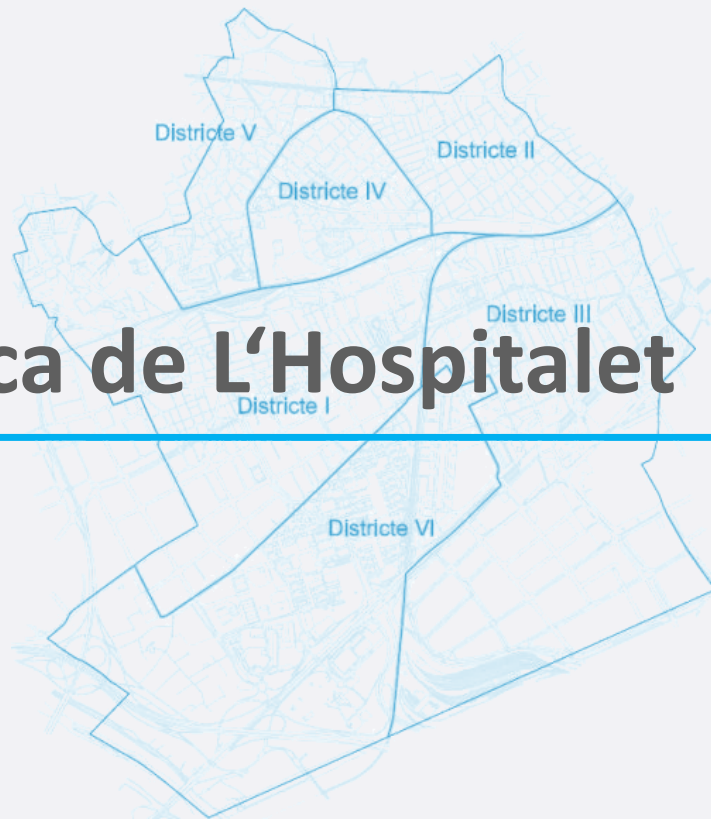 Districte V
Districte II
Districte IV
Districte III
ca de L‘Hospitalet
Districte I
Districte VI